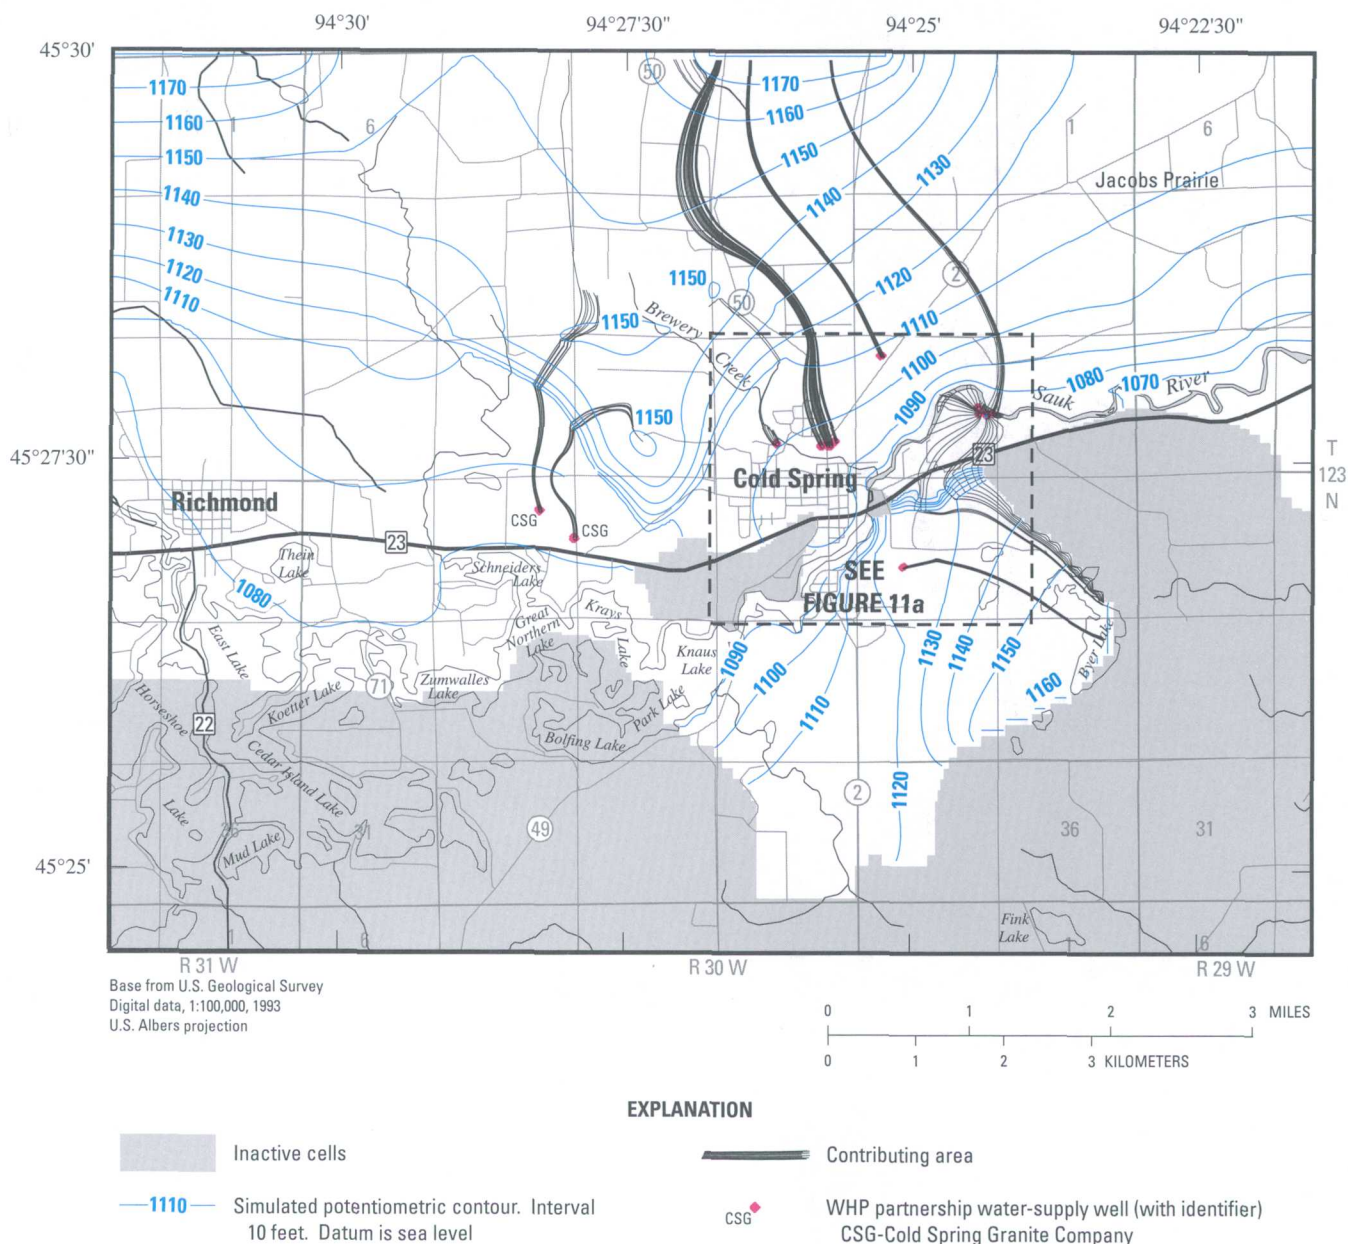 94°30' 94°27'30" 94°25' 94°22'30"
45°30'
50
1170
1170
1160
1160
1 6 1 6
1150
1150
1130
Jacobs Prairie
1140
1140
1130
1120
1150
1120
2
1110
50
1150
Brewery
1110
Creek
1100
1080
1070
River
Sauk
1090
1150
45°27'30"
23
T
123
N
Cold Spring
Richmond
CSG
CSG
23
Thein
Lake
Schneiders
Lake
SEE
FIGURE 11a
1080
Krays
Lake
Great
Northern
Lake
East Lake
Knaus
Lake
1090
1100
1110
1130
1140
1150
1160
Byer Lake
Zumwalles
Lake
71
Koetter Lake
Horseshoe
Lake
22
Park Lake
Bolfing Lake
Cedar Island Lake
2
1120
49
36 31 36 31
Mud Lake
45°25'
Fink
Lake
1 6 6
R 31 W R 30 W R 29 W
Base from U.S. Geological Survey
Digital data, 1:100,000, 1993
U.S. Albers projection
0 1 2 3 MILES
0 1 2 3 KILOMETERS
EXPLANATION
Inactive cells
Contributing area
1110 Simulated potentiometric contour. Interval
10 feet. Datum is sea level
CSG WHP partnership water-supply well (with identifier)
CSG-Cold Spring Granite Company